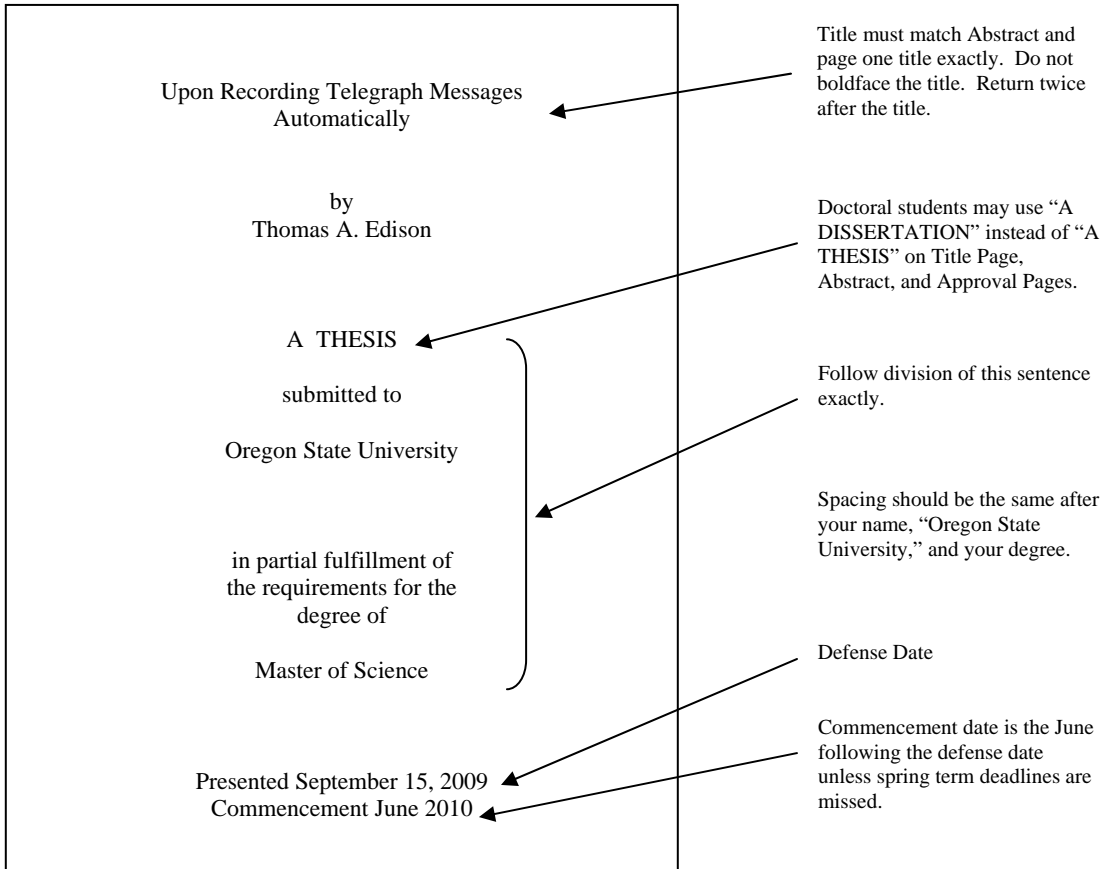 Upon Recording Telegraph Messages
Automatically
by
Thomas A. Edison
A THESIS
submitted to
Oregon State University
in partial fulfillment of
the requirements for the
degree of
Master of Science
Presented September 15, 2009
Commencement June 2010
Title must match Abstract and
page one title exactly. Do not
boldface the title. Return twice
after the title.
Doctoral students may use “A
DISSERTATION” instead of “A
THESIS” on Title Page,
Abstract, and Approval Pages.
Follow division of this sentence
exactly.
Spacing should be the same after
your name, “Oregon State
University,” and your degree.
Defense Date
Commencement date is the June
following the defense date
unless spring term deadlines are
missed.